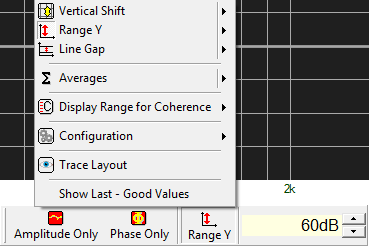 Vertical Shift
Range Y
Line Gap
Σ Averages
Display Range for Coherence
Configuration
Trace Layout
Show Last - Good Values
2k
Amplitude Only Phase Only Range Y 60dB